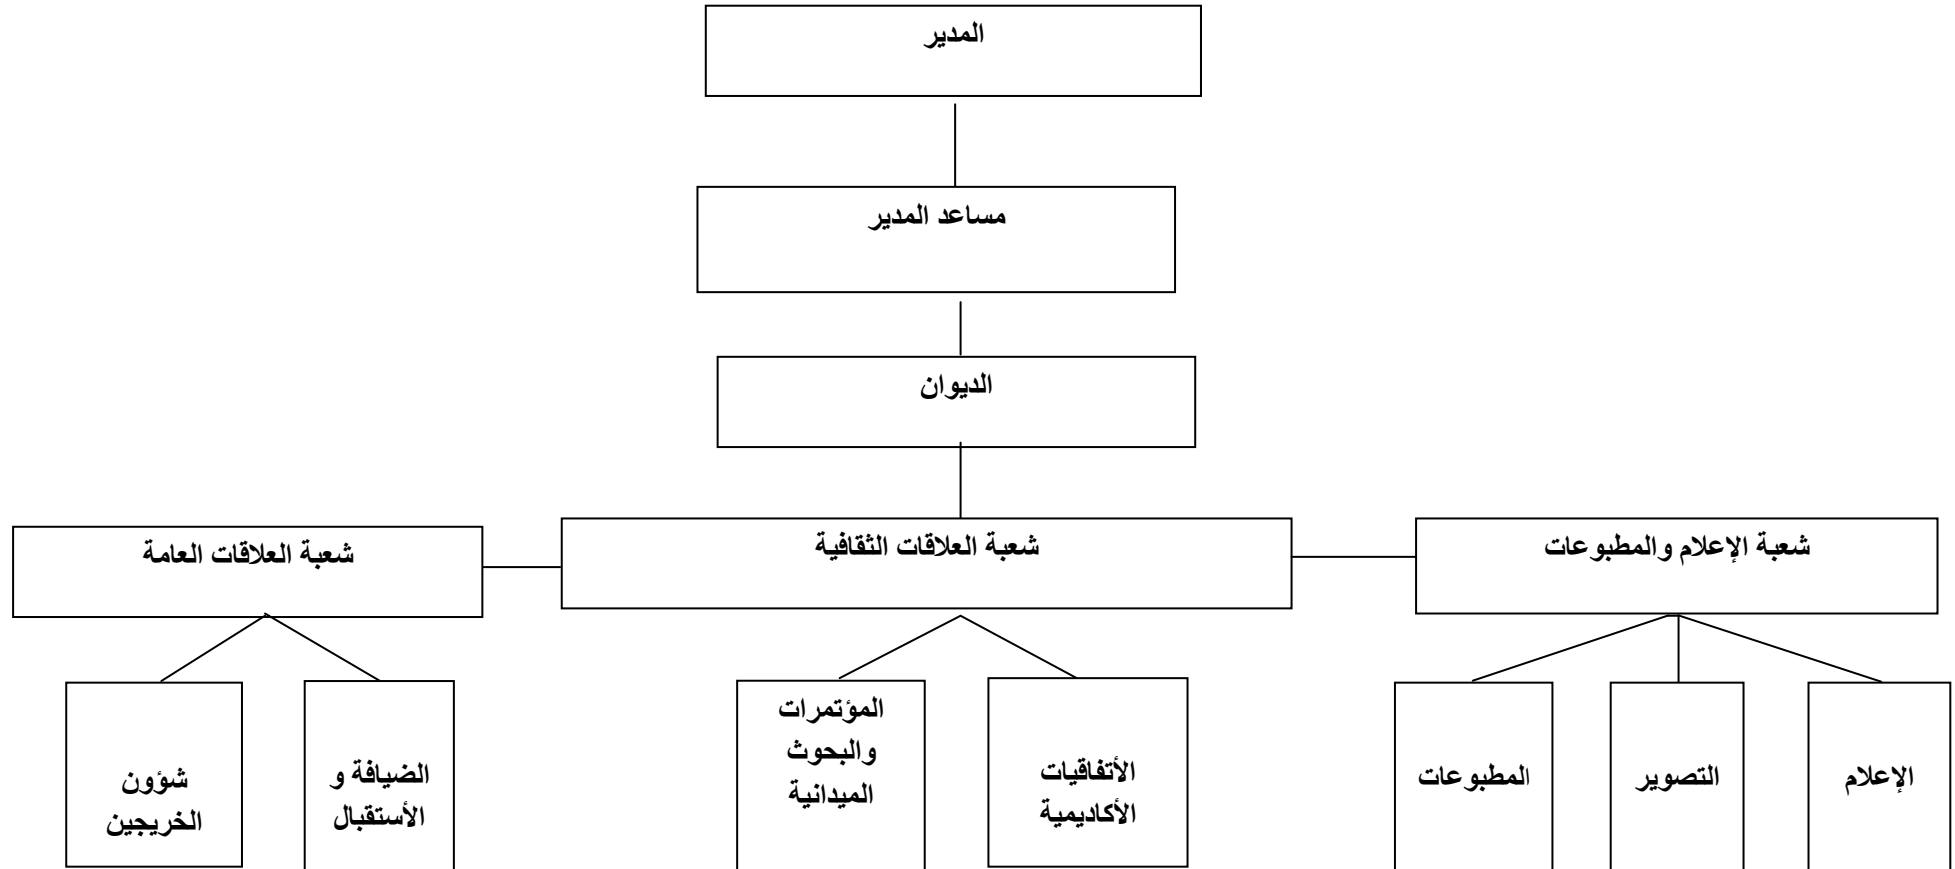 المدير
مساعد المدير
الديوان
شعبة الإعلام والمطبوعات
شعبة العلاقات الثقافية
شعبة العلاقات العامة
الإعلام
التصوير
المطبوعات
الأتفاقيات
الأكاديمية
المؤتمرات
والبحوث
الميدانية
الضيافة و
الأستقبال
شؤون
الخريجين